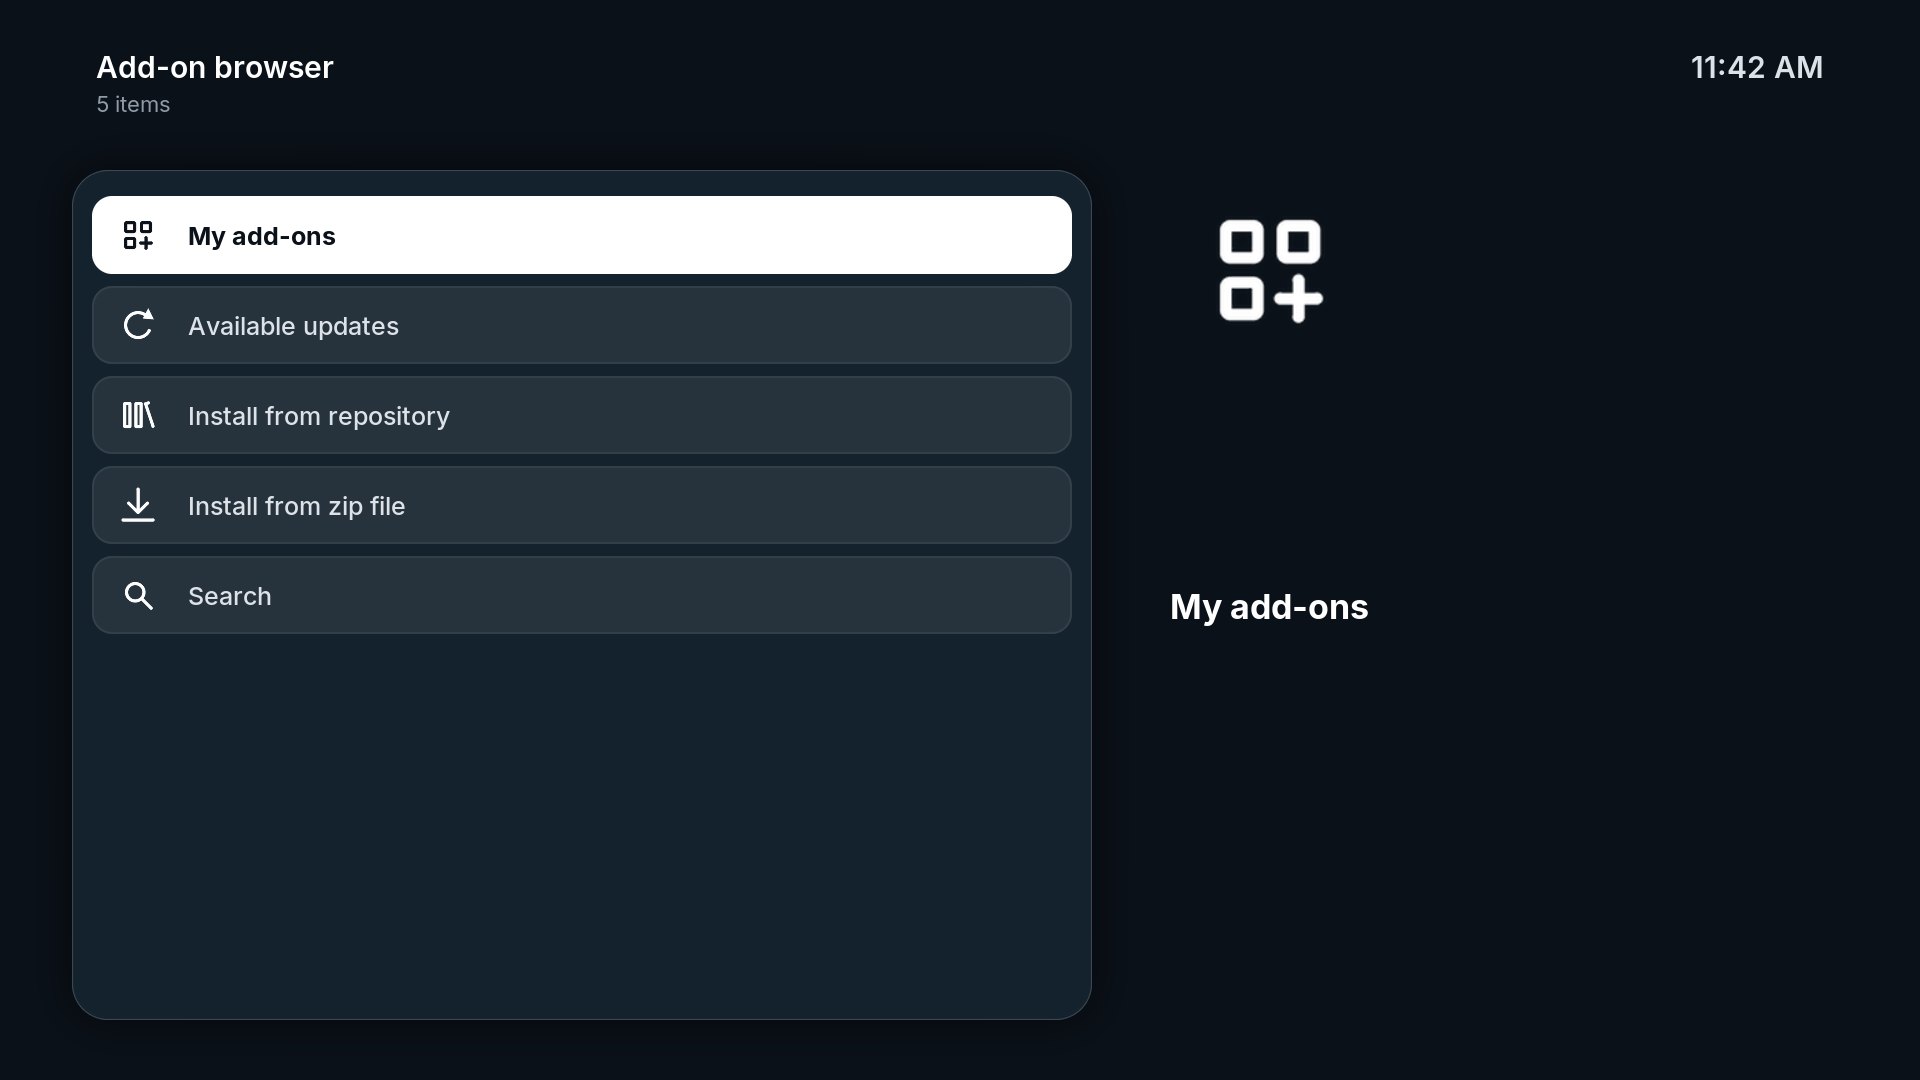 Add-on browser
5 items
11:42 AM
My add-ons
Available updates
Install from repository
Install from zip file
Search
My add-ons